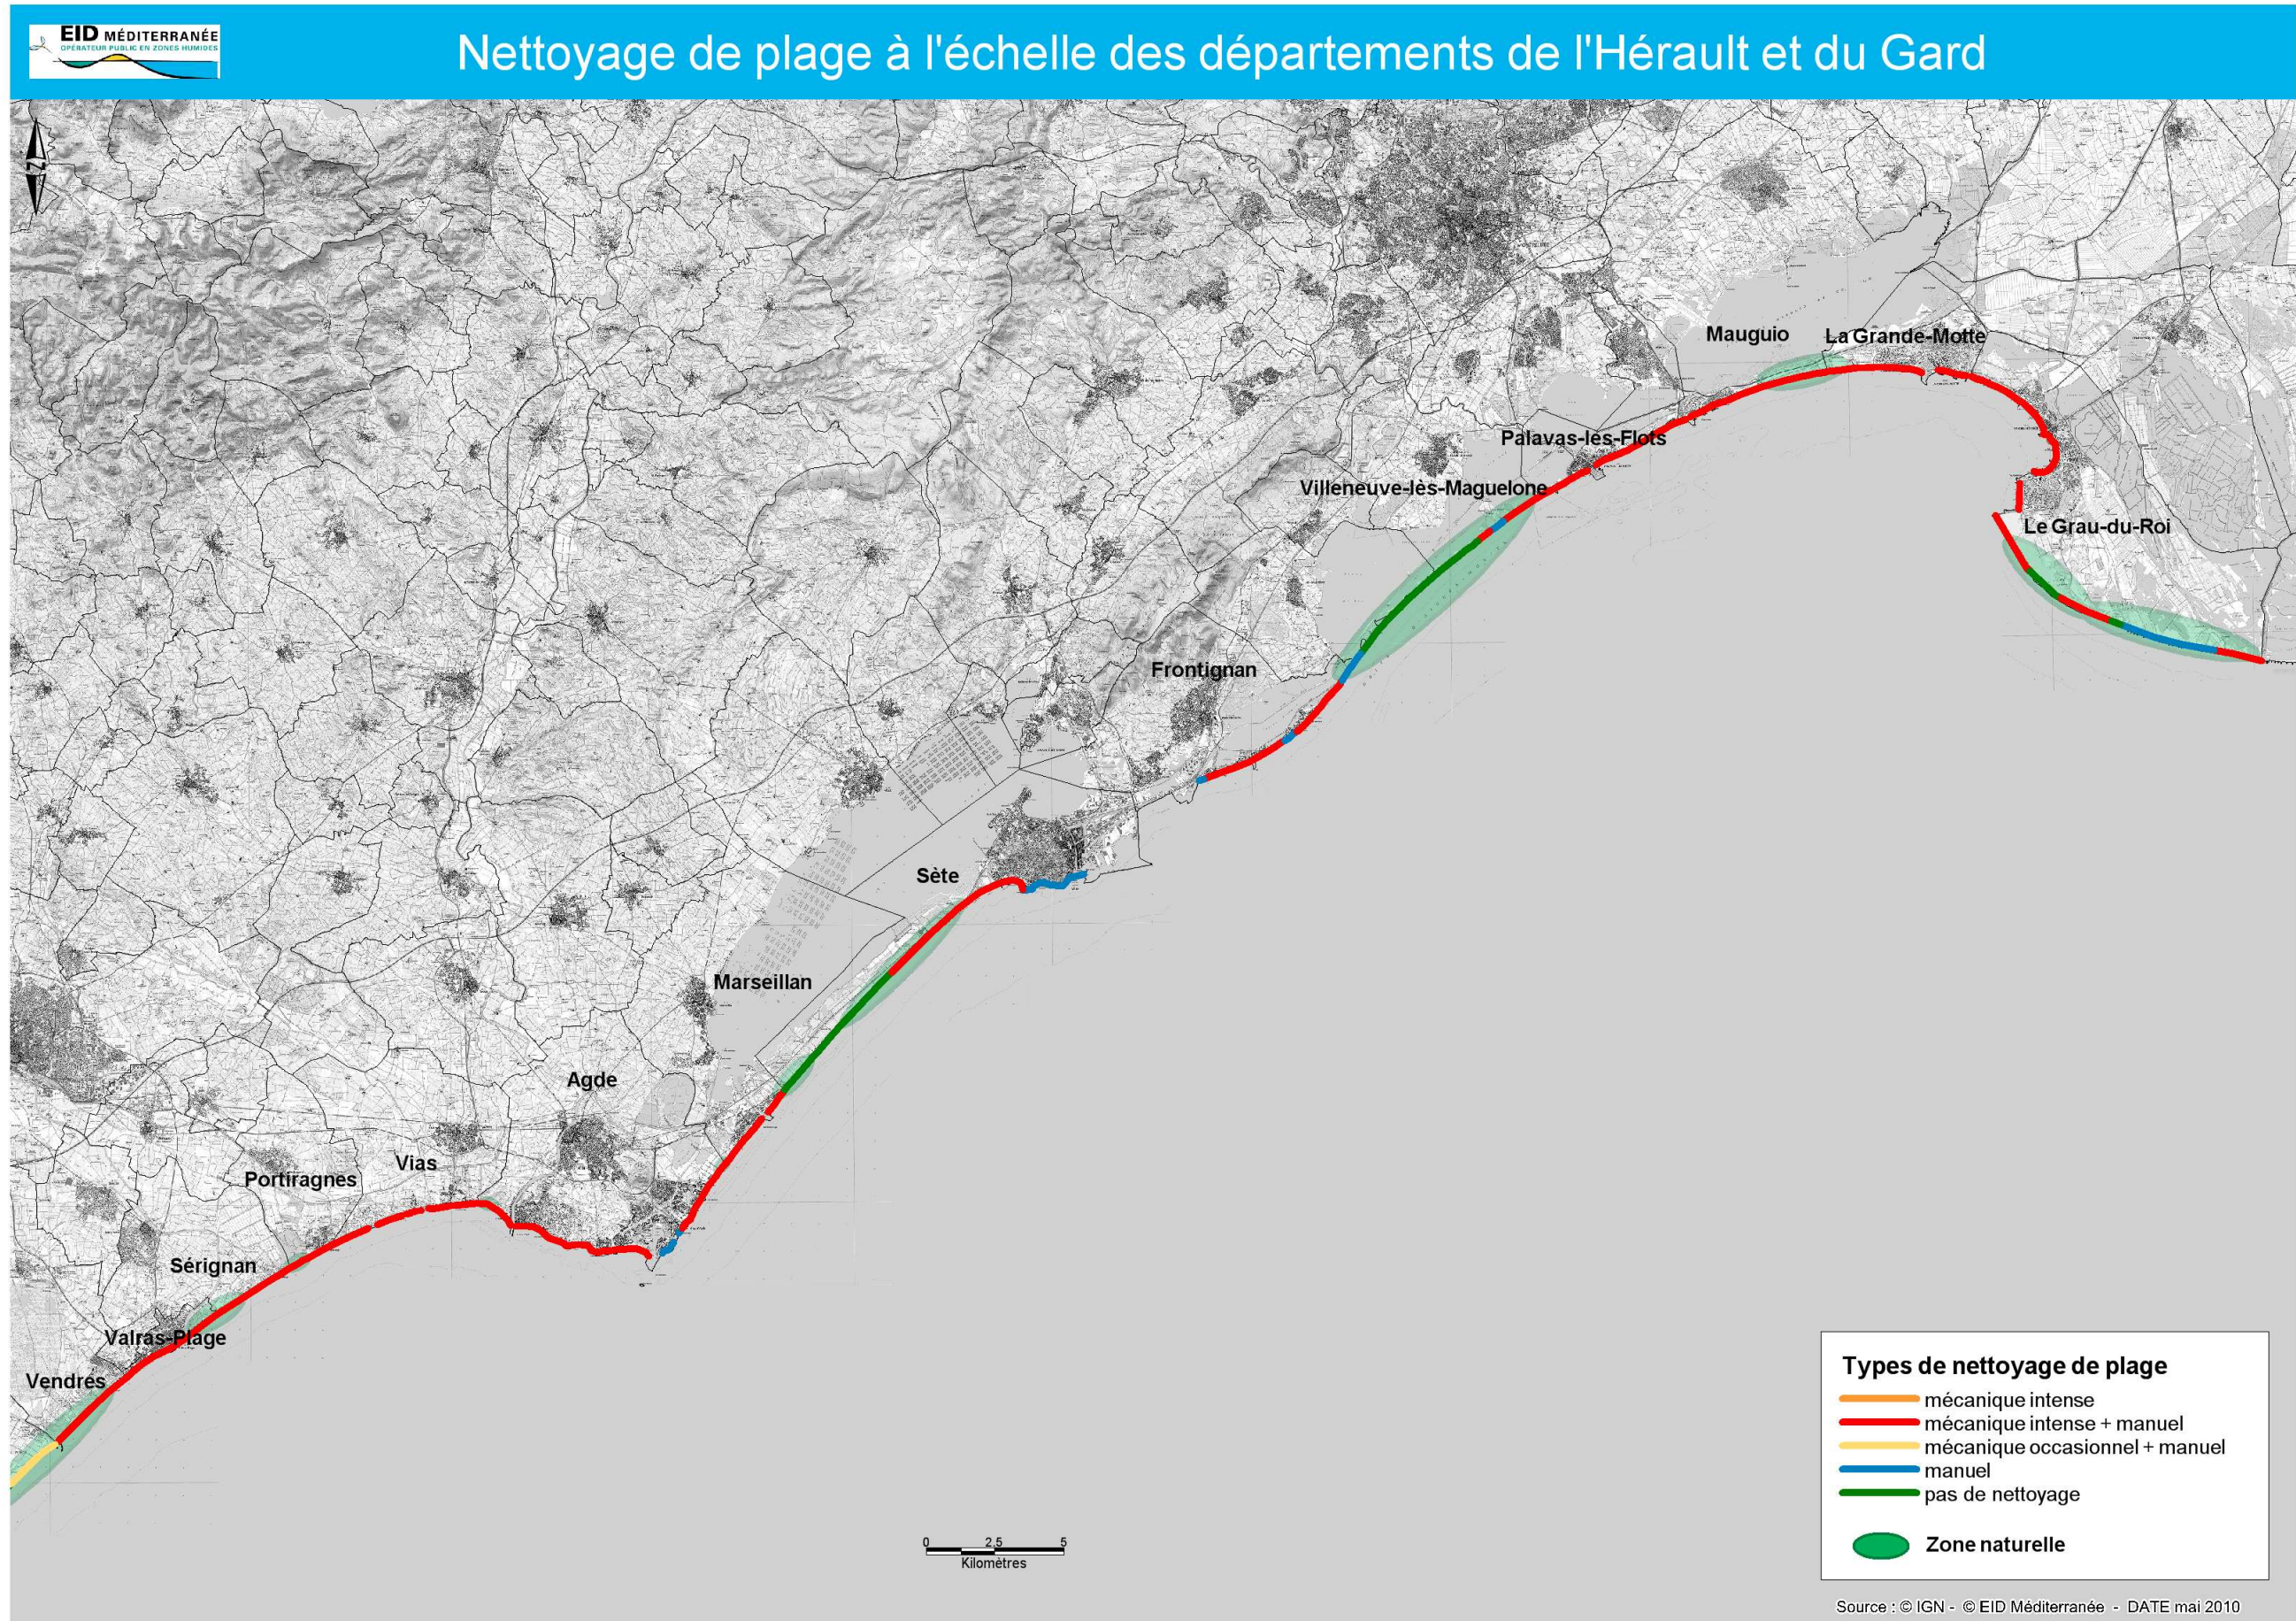 EID MÉDITERRANÉE
OPÉRATEUR PUBLIC EN ZONES HUMIDES
Nettoyage de plage à l'échelle des départements de l'Hérault et du Gard
N
Mauguio
La Grande-Motte
Palavas-les-Flots
Villeneuve-lès-Maguelone
Le Grau-du-Roi
Frontignan
Sète
Marseillan
Agde
Vias
Portiragnes
Sérignan
Valras-Plage
Vendrés
0 2,5 5
Kilomètres
Types de nettoyage de plage
mécanique intense
mécanique intense + manuel
mécanique occasionnel + manuel
manuel
pas de nettoyage
Zone naturelle
Source : © IGN - © EID Méditerranée - DATE mai 2010